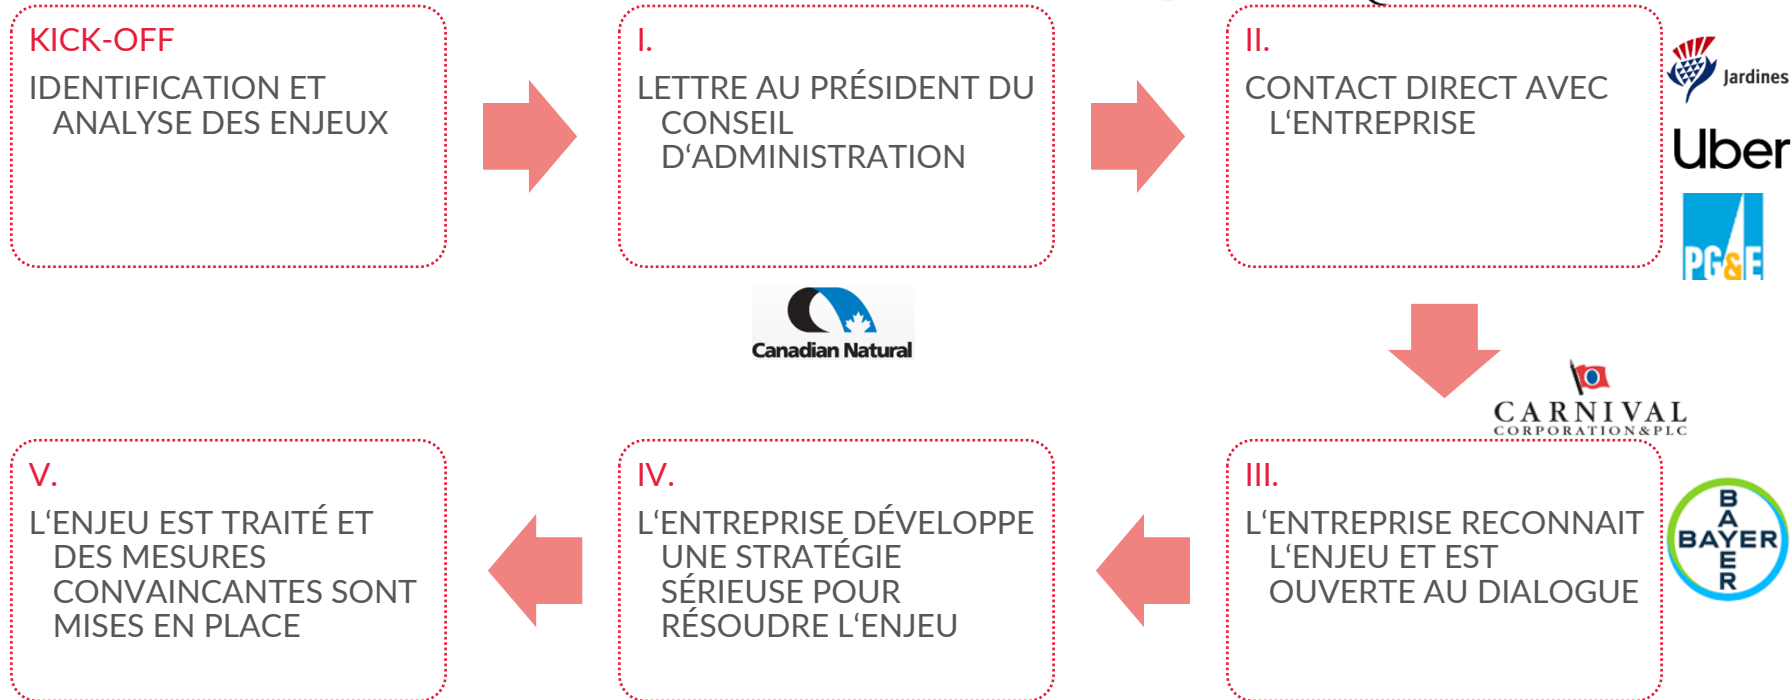 KICK-OFF
IDENTIFICATION ET
ANALYSE DES ENJEUX
I.
LETTRE AU PRÉSIDENT DU
CONSEIL
D‘ADMINISTRATION
II.
CONTACT DIRECT AVEC
L‘ENTREPRISE
Jardines
Uber
PG&E
Canadian Natural
CARNIVAL
CORPORATION&PLC
III.
L‘ENTREPRISE RECONNAIT
L‘ENJEU ET EST
OUVERTE AU DIALOGUE
BAYER
BAYER
IV.
L‘ENTREPRISE DÉVELOPPE
UNE STRATÉGIE
SÉRIEUSE POUR
RÉSOUDRE L‘ENJEU
V.
L‘ENJEU EST TRAITÉ ET
DES MESURES
CONVAINCANTES SONT
MISES EN PLACE